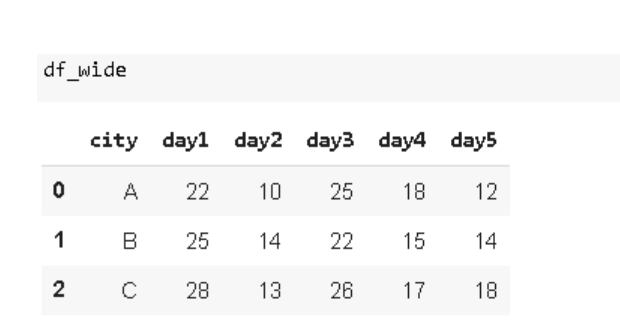 df_wide
city day1 day2 day3 day4 day5
0 A 22 10 25 18 12
1 B 25 14 22 15 14
2 C 28 13 26 17 18